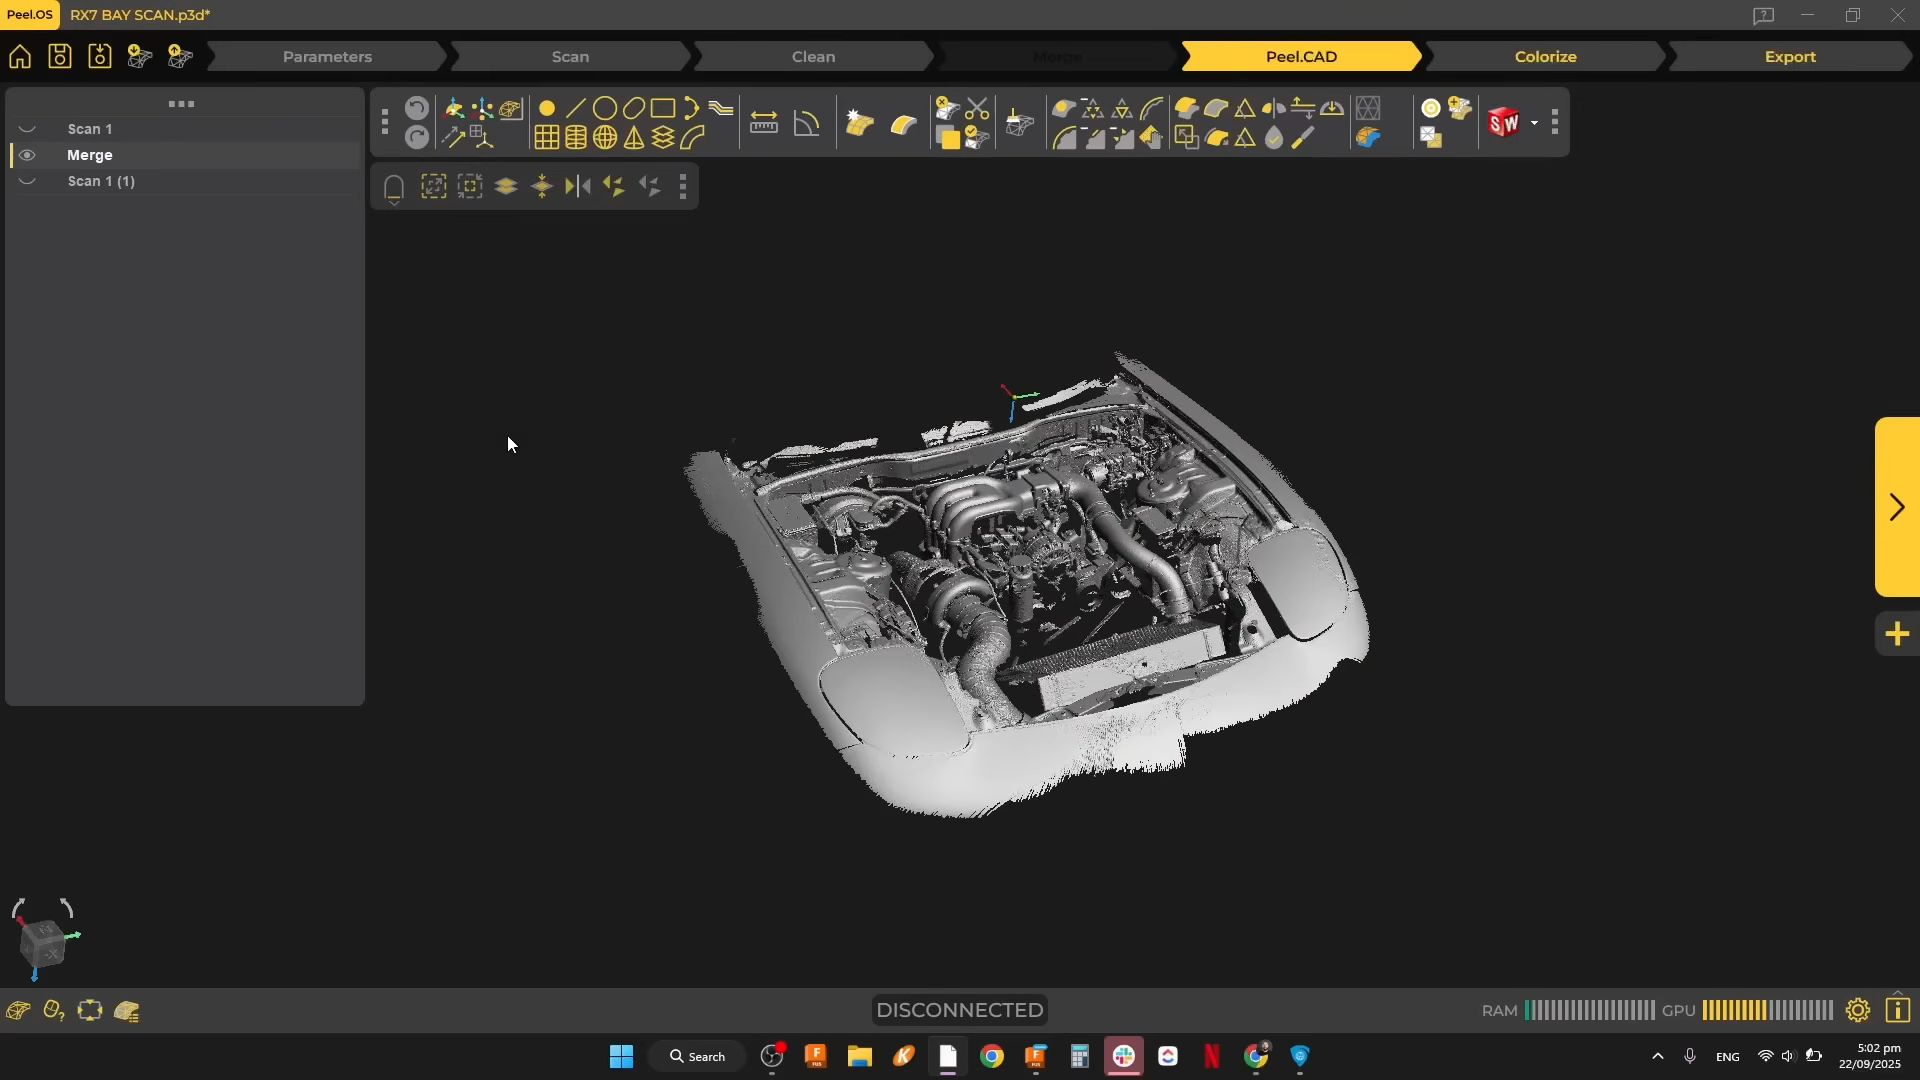 Peel.OS RX7 BAY SCAN.p3d*
Parameters Scan Clean Merge Peel.CAD Colorize Export
Scan 1
Merge
Scan 1 (1)
SW
DISCONNECTED
RAM GPU
Search
ENG
5:02 pm
22/09/2025